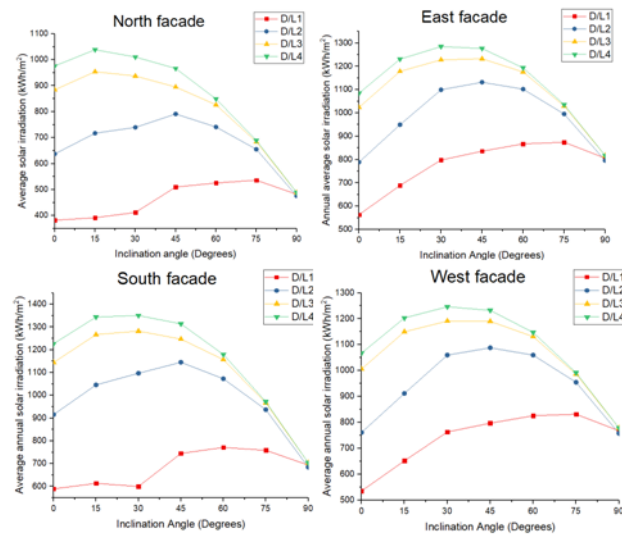 North facade
D/L1
D/L2
D/L3
D/L4
Average solar irradiation (kWh/m²)
1100
1000
900
800
700
600
500
400
0 15 30 45 60 75 90
Inclination angle (Degrees)
East facade
D/L1
D/L2
D/L3
D/L4
Annual average solar irradiation (kWh/m²)
1300
1200
1100
1000
900
800
700
600
500
0 15 30 45 60 75 90
Inclination angle (Degrees)
South facade
D/L1
D/L2
D/L3
D/L4
Average annual solar irradiation (kWh/m²)
1400
1300
1200
1100
1000
900
800
700
600
0 15 30 45 60 75 90
Inclination Angle (Degrees)
West facade
D/L1
D/L2
D/L3
D/L4
Average annual solar irradiation (kWh/m²)
1300
1200
1100
1000
900
800
700
600
500
0 15 30 45 60 75 90
Inclination Angle (Degrees)